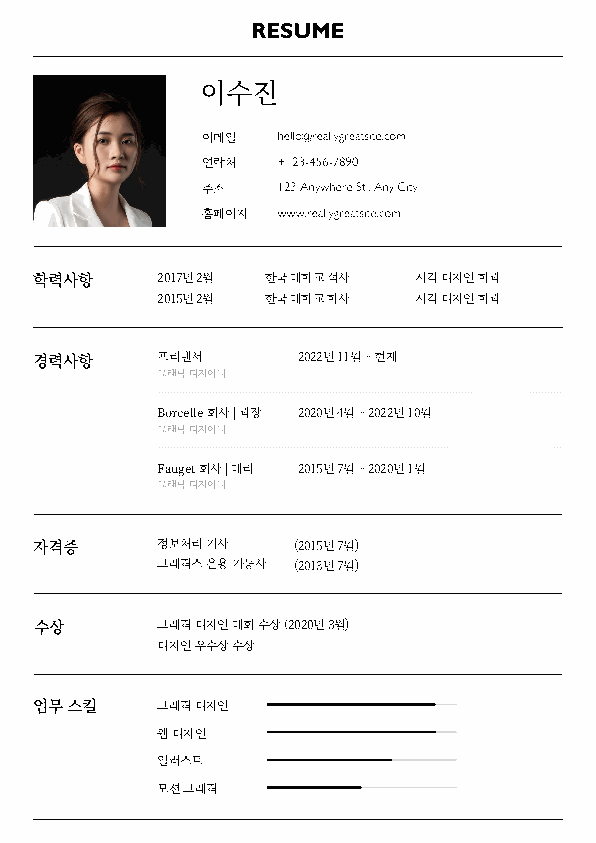 RESUME
이수진
이메일 hello@reallygreatsite.com
연락처 + 23-456-7890
주소 123 Anywhere St., Any City
홈페이지 www.reallygreatsite.com
학력사항
2017년 2월 한국 대학교 석사 시각 디자인 학과
2015년 2월 한국 대학교 학사 시각 디자인 학과
경력사항
프리랜서 2022년 11월 - 현재
그래픽 디자이너
Borcelle 회사 | 과장 2020년 4월 - 2022년 10월
그래픽 디자이너
Fauget 회사 | 대리 2015년 7월 - 2020년 1월
그래픽 디자이너
자격증
정보처리 기사 (2015년 7월)
그래픽스 운용 기능사 (2013년 7월)
수상
그래픽 디자인 대회 수상 (2020년 3월)
디자인 우수상 수상
업무 스킬
그래픽 디자인
웹 디자인
일러스트
모션 그래픽